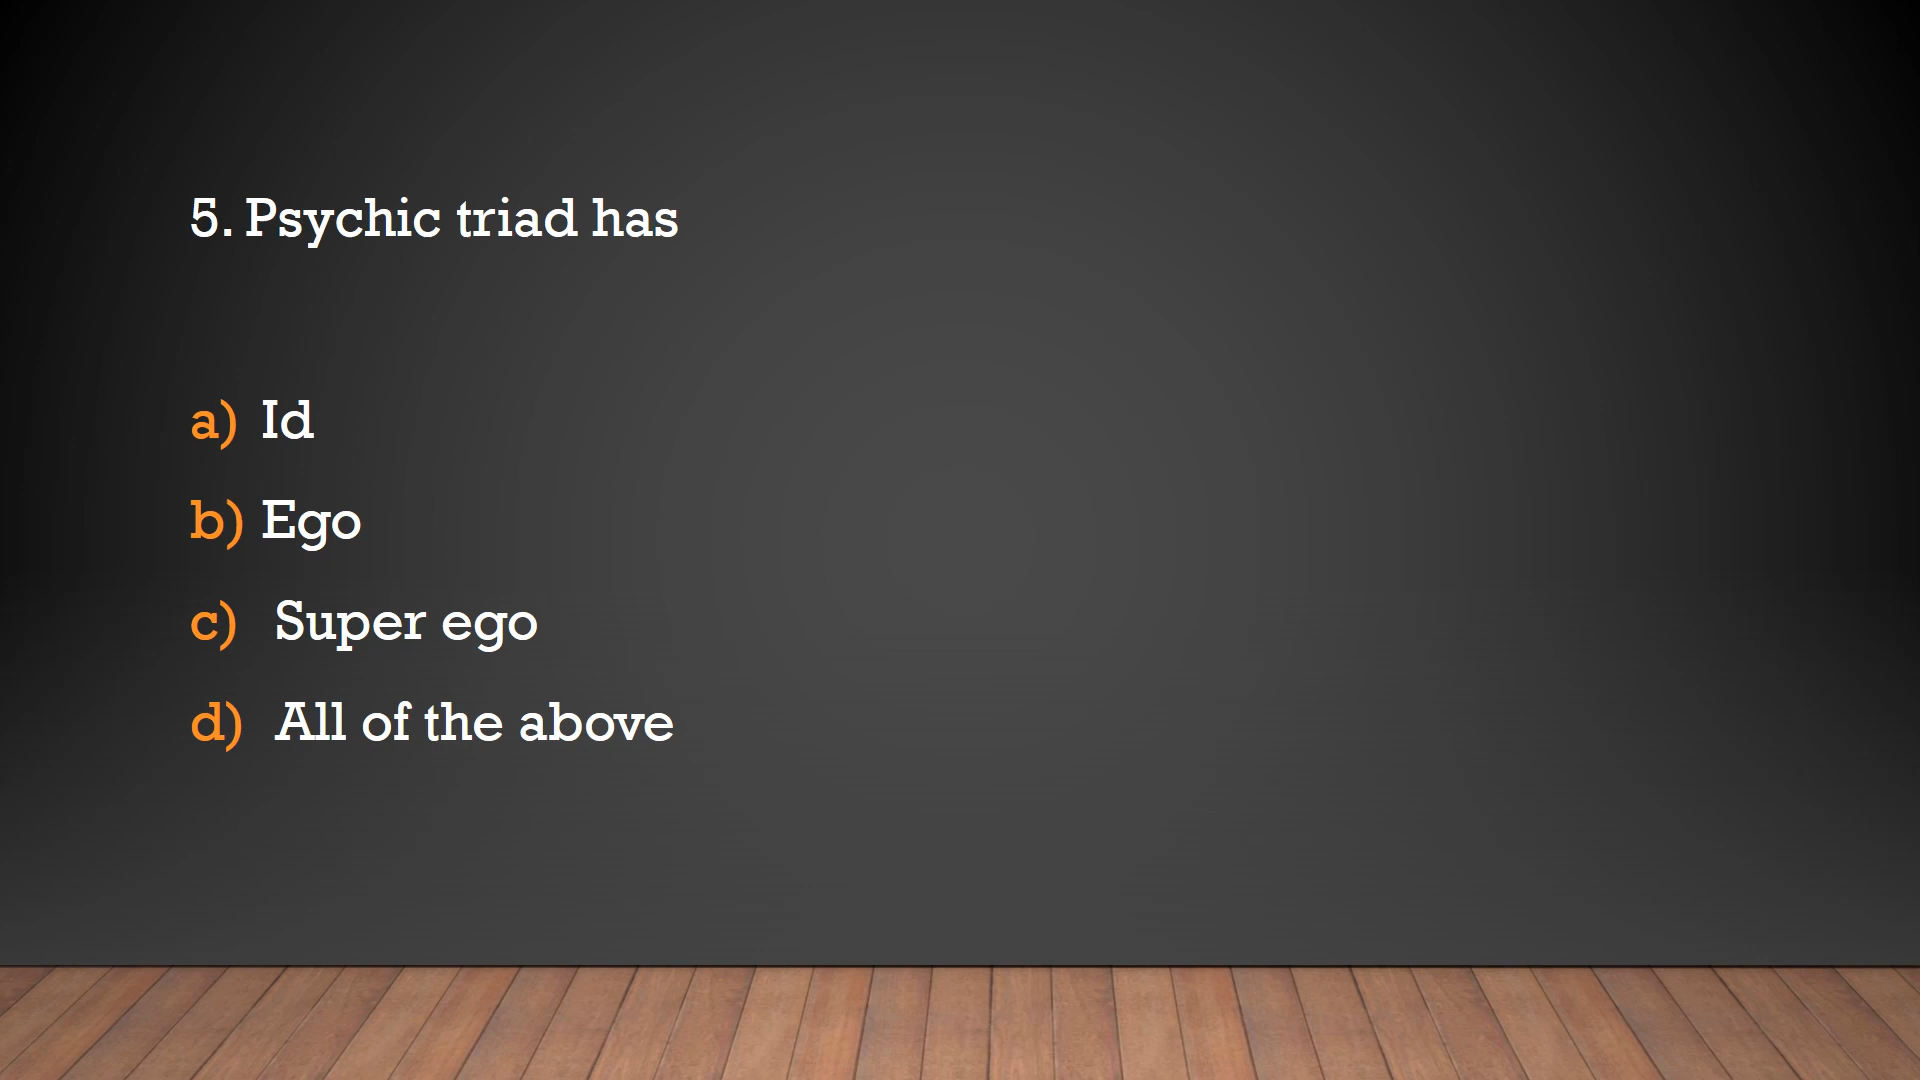 5. Psychic triad has
a) Id
b) Ego
c) Super ego
d) All of the above